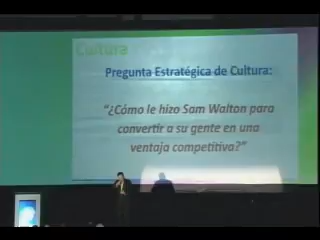 Cultura
Pregunta Estratégica de Cultura:
"¿Cómo le hizo Sam Walton para
convertir a su gente en una
ventaja competitiva?"